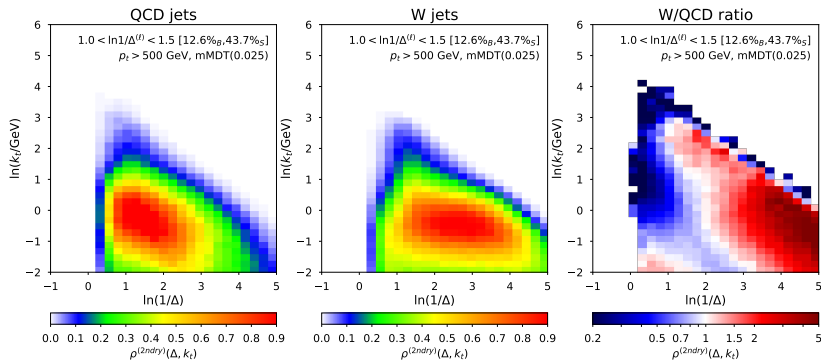 QCD jets
W jets
W/QCD ratio
1.0 < ln1/Δ^(ℓ) < 1.5 [12.6%_B,43.7%_S]
p_t > 500 GeV, mMDT(0.025)
1.0 < ln1/Δ^(ℓ) < 1.5 [12.6%_B,43.7%_S]
p_t > 500 GeV, mMDT(0.025)
1.0 < ln1/Δ^(ℓ) < 1.5 [12.6%_B,43.7%_S]
p_t > 500 GeV, mMDT(0.025)
ln(k_t/GeV)
6
5
4
3
2
1
0
−1
−2
ln(k_t/GeV)
6
5
4
3
2
1
0
−1
−2
ln(k_t/GeV)
6
5
4
3
2
1
0
−1
−2
−1 0 1 2 3 4 5
−1 0 1 2 3 4 5
−1 0 1 2 3 4 5
ln(1/Δ)
ln(1/Δ)
ln(1/Δ)
0.0 0.1 0.2 0.3 0.4 0.5 0.6 0.7 0.8 0.9
0.0 0.1 0.2 0.3 0.4 0.5 0.6 0.7 0.8 0.9
0.2 0.5 0.7 1 1.5 2 5
ρ^(2ndry)(Δ, k_t)
ρ^(2ndry)(Δ, k_t)
ρ^(2ndry)(Δ, k_t)